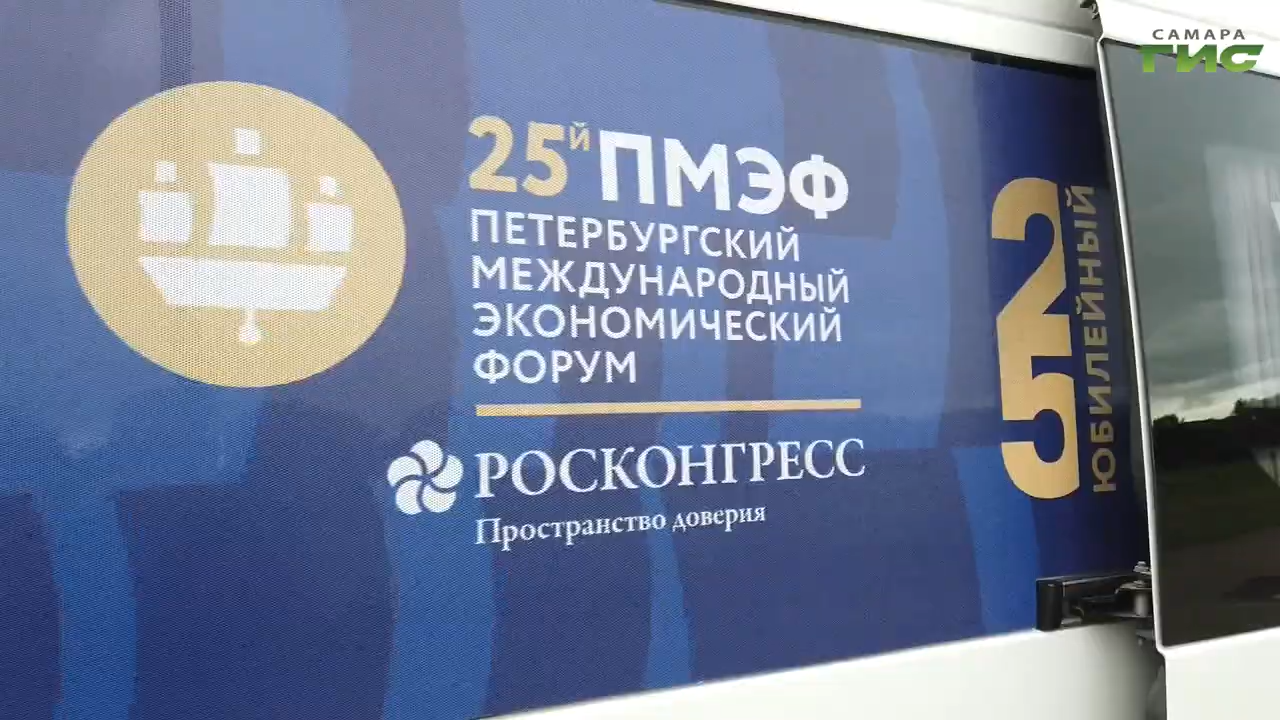 САМАРА
ГИС
25й ПМЭФ
ПЕТЕРБУРГСКИЙ
МЕЖДУНАРОДНЫЙ
ЭКОНОМИЧЕСКИЙ
ФОРУМ
РОСКОНГРЕСС
Пространство доверия
25
ЮБИЛЕЙНЫЙ